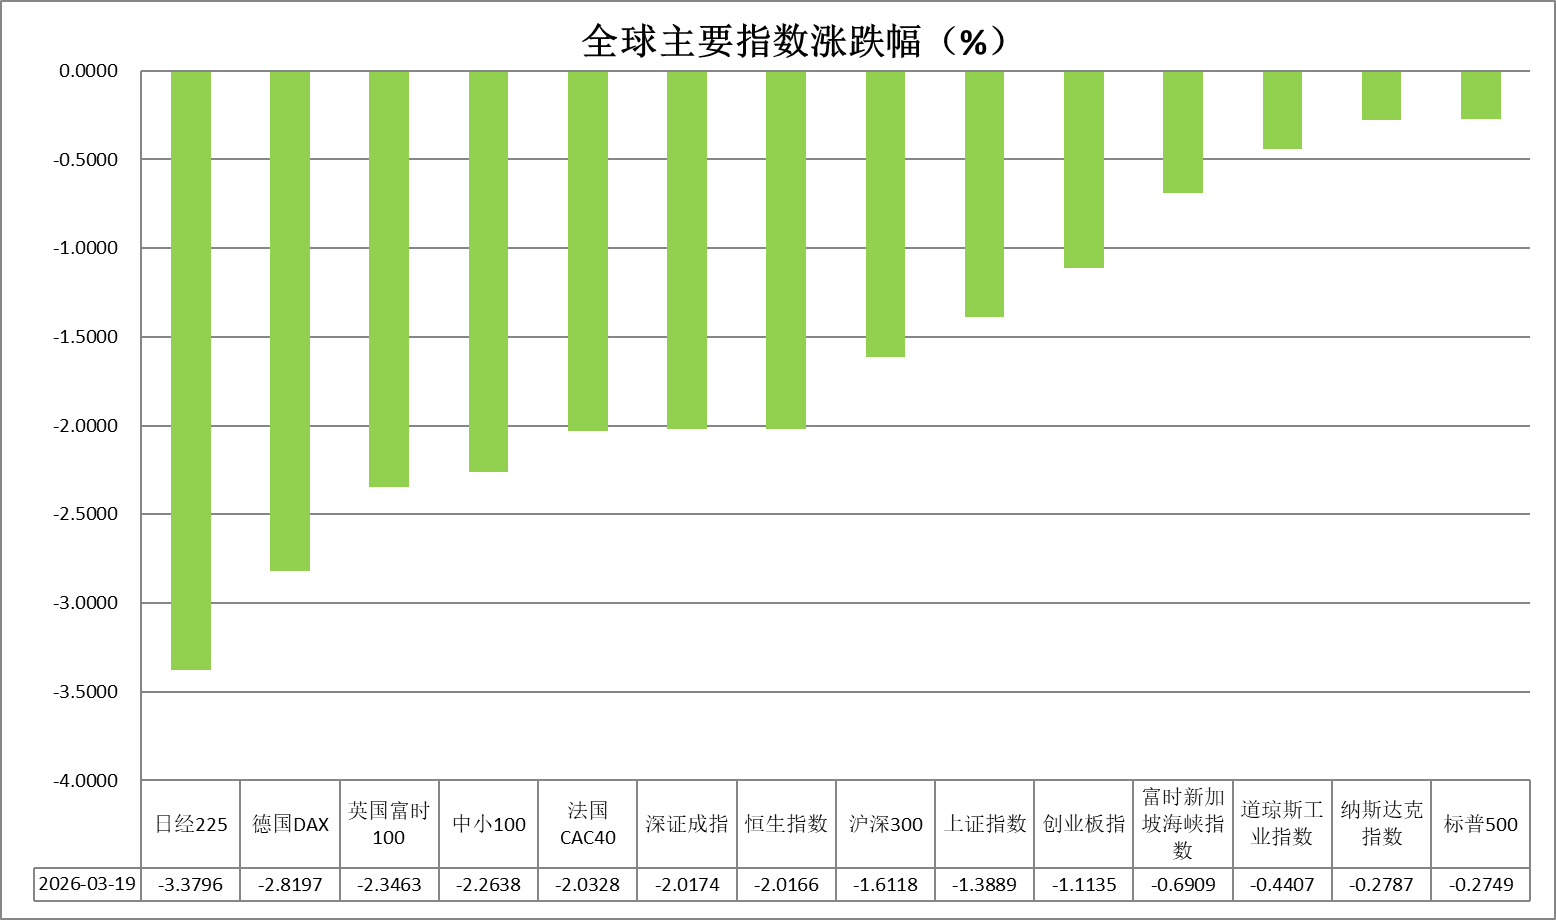 全球主要指数涨跌幅（%）
0.0000
-0.5000
-1.0000
-1.5000
-2.0000
-2.5000
-3.0000
-3.5000
-4.0000
日经225
德国DAX
英国富时
100
中小100
法国
CAC40
深证成指
恒生指数
沪深300
上证指数
创业板指
富时新加
坡海峡指
数
道琼斯工
业指数
纳斯达克
指数
标普500
2026-03-19 -3.3796 -2.8197 -2.3463 -2.2638 -2.0328 -2.0174 -2.0166 -1.6118 -1.3889 -1.1135 -0.6909 -0.4407 -0.2787 -0.2749